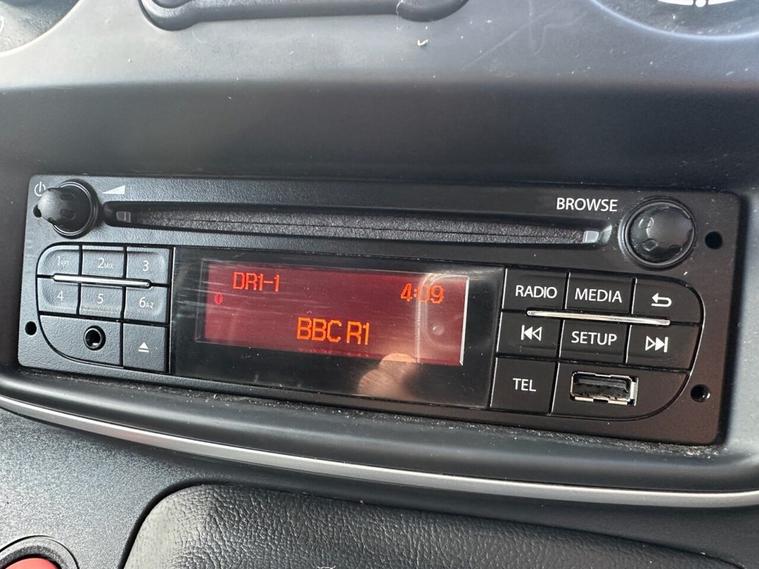 BROWSE
1
2
3
4
5
6
DR1-1
4:09
BBC R1
RADIO
MEDIA
SETUP
TEL